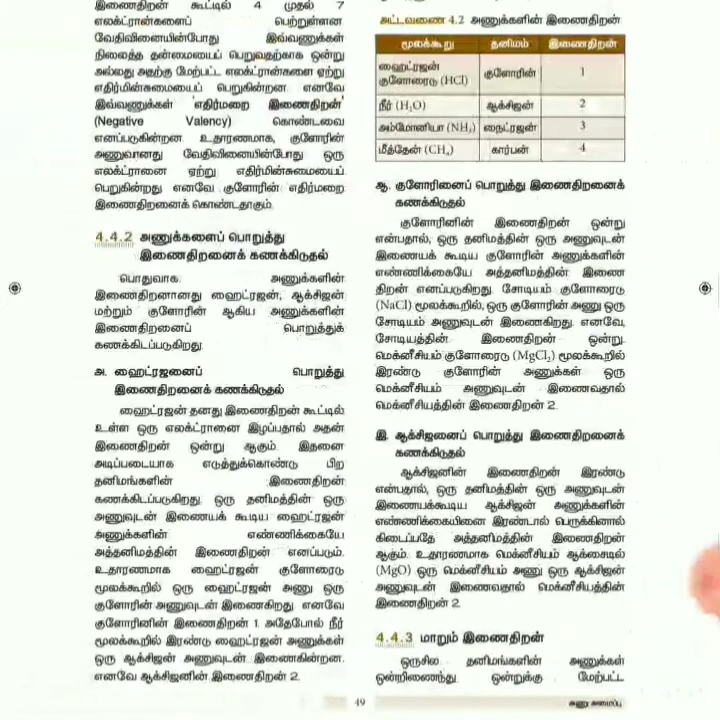 இணைதிறன் கூட்டில் 4 முதல் 7
எலக்ட்ரான்களைப் பெற்றுள்ளன
வேதிவினையின்போது இவ்வணுக்கள்
நிலைத்த தன்மையைப் பெறுவதற்காக ஒன்று
அல்லது அதற்கு மேற்பட்ட எலக்ட்ரான்களை ஏற்று
எதிர்மின்சுமையைப் பெறுகின்றன. எனவே
இவ்வணுக்கள் 'எதிர்மறை இணைதிறன்'
(Negative Valency) கொண்டவை
எனப்படுகின்றன. உதாரணமாக, குளோரின்
அணுவானது வேதிவினையின்போது ஒரு
எலக்ட்ரானை ஏற்று எதிர்மின்சுமையைப்
பெறுகின்றது. எனவே குளோரின் எதிர்மறை
இணைதிறனைக் கொண்டதாகும்.
4.4.2 அணுக்களைப் பொறுத்து
இணைதிறனைக் கணக்கிடுதல்
பொதுவாக அணுக்களின்
இணைதிறனானது ஹைட்ரஜன், ஆக்சிஜன்
மற்றும் குளோரின் ஆகிய அணுக்களின்
இணைதிறனைப் பொறுத்துக்
கணக்கிடப்படுகிறது.
அ. ஹைட்ரஜனைப் பொறுத்து
இணைதிறனைக் கணக்கிடுதல்
ஹைட்ரஜன் தனது இணைதிறன் கூட்டில்
உள்ள ஒரு எலக்ட்ரானை இழப்பதால் அதன்
இணைதிறன் ஒன்று ஆகும். இதனை
அடிப்படையாக எடுத்துக்கொண்டு பிற
தனிமங்களின் இணைதிறன்
கணக்கிடப்படுகிறது. ஒரு தனிமத்தின் ஒரு
அணுவுடன் இணையக் கூடிய ஹைட்ரஜன்
அணுக்களின் எண்ணிக்கையே
அத்தனிமத்தின் இணைதிறன் எனப்படும்.
உதாரணமாக ஹைட்ரஜன் குளோரைடு
மூலக்கூறில் ஒரு ஹைட்ரஜன் அணு ஒரு
குளோரின் அணுவுடன் இணைகிறது. எனவே
குளோரினின் இணைதிறன் 1. அதேபோல் நீர்
மூலக்கூறில் இரண்டு ஹைட்ரஜன் அணுக்கள்
ஒரு ஆக்சிஜன் அணுவுடன் இணைகின்றன.
எனவே ஆக்சிஜனின் இணைதிறன் 2.
அட்டவணை 4.2 அணுக்களின் இணைதிறன்
மூலக்கூறு தனிமம் இணைதிறன்
ஹைட்ரஜன்
குளோரைடு (HCl) குளோரின் 1
நீர் (H₂O) ஆக்சிஜன் 2
அம்மோனியா (NH₃) நைட்ரஜன் 3
மீத்தேன் (CH₄) கார்பன் 4
ஆ. குளோரினைப் பொறுத்து இணைதிறனைக்
கணக்கிடுதல்
குளோரினின் இணைதிறன் ஒன்று
என்பதால், ஒரு தனிமத்தின் ஒரு அணுவுடன்
இணையக் கூடிய குளோரின் அணுக்களின்
எண்ணிக்கையே அத்தனிமத்தின் இணை
திறன் எனப்படுகிறது. சோடியம் குளோரைடு
(NaCl) மூலக்கூறில், ஒரு குளோரின் அணு ஒரு
சோடியம் அணுவுடன் இணைகிறது. எனவே,
சோடியத்தின் இணைதிறன் ஒன்று.
மெக்னீசியம் குளோரைடு (MgCl₂) மூலக்கூறில்
இரண்டு குளோரின் அணுக்கள் ஒரு
மெக்னீசியம் அணுவுடன் இணைவதால்
மெக்னீசியத்தின் இணைதிறன் 2.
இ. ஆக்சிஜனைப் பொறுத்து இணைதிறனைக்
கணக்கிடுதல்
ஆக்சிஜனின் இணைதிறன் இரண்டு
என்பதால், ஒரு தனிமத்தின் ஒரு அணுவுடன்
இணையக்கூடிய ஆக்சிஜன் அணுக்களின்
எண்ணிக்கையினை இரண்டால் பெருக்கினால்
கிடைப்பதே அத்தனிமத்தின் இணைதிறன்
ஆகும். உதாரணமாக மெக்னீசியம் ஆக்சைடில்
(MgO) ஒரு மெக்னீசியம் அணு ஒரு ஆக்சிஜன்
அணுவுடன் இணைவதால் மெக்னீசியத்தின்
இணைதிறன் 2.
4.4.3 மாறும் இணைதிறன்
ஒருசில தனிமங்களின் அணுக்கள்
ஒன்றிணைந்து ஒன்றுக்கு மேற்பட்ட
49 அணு அமைப்பு